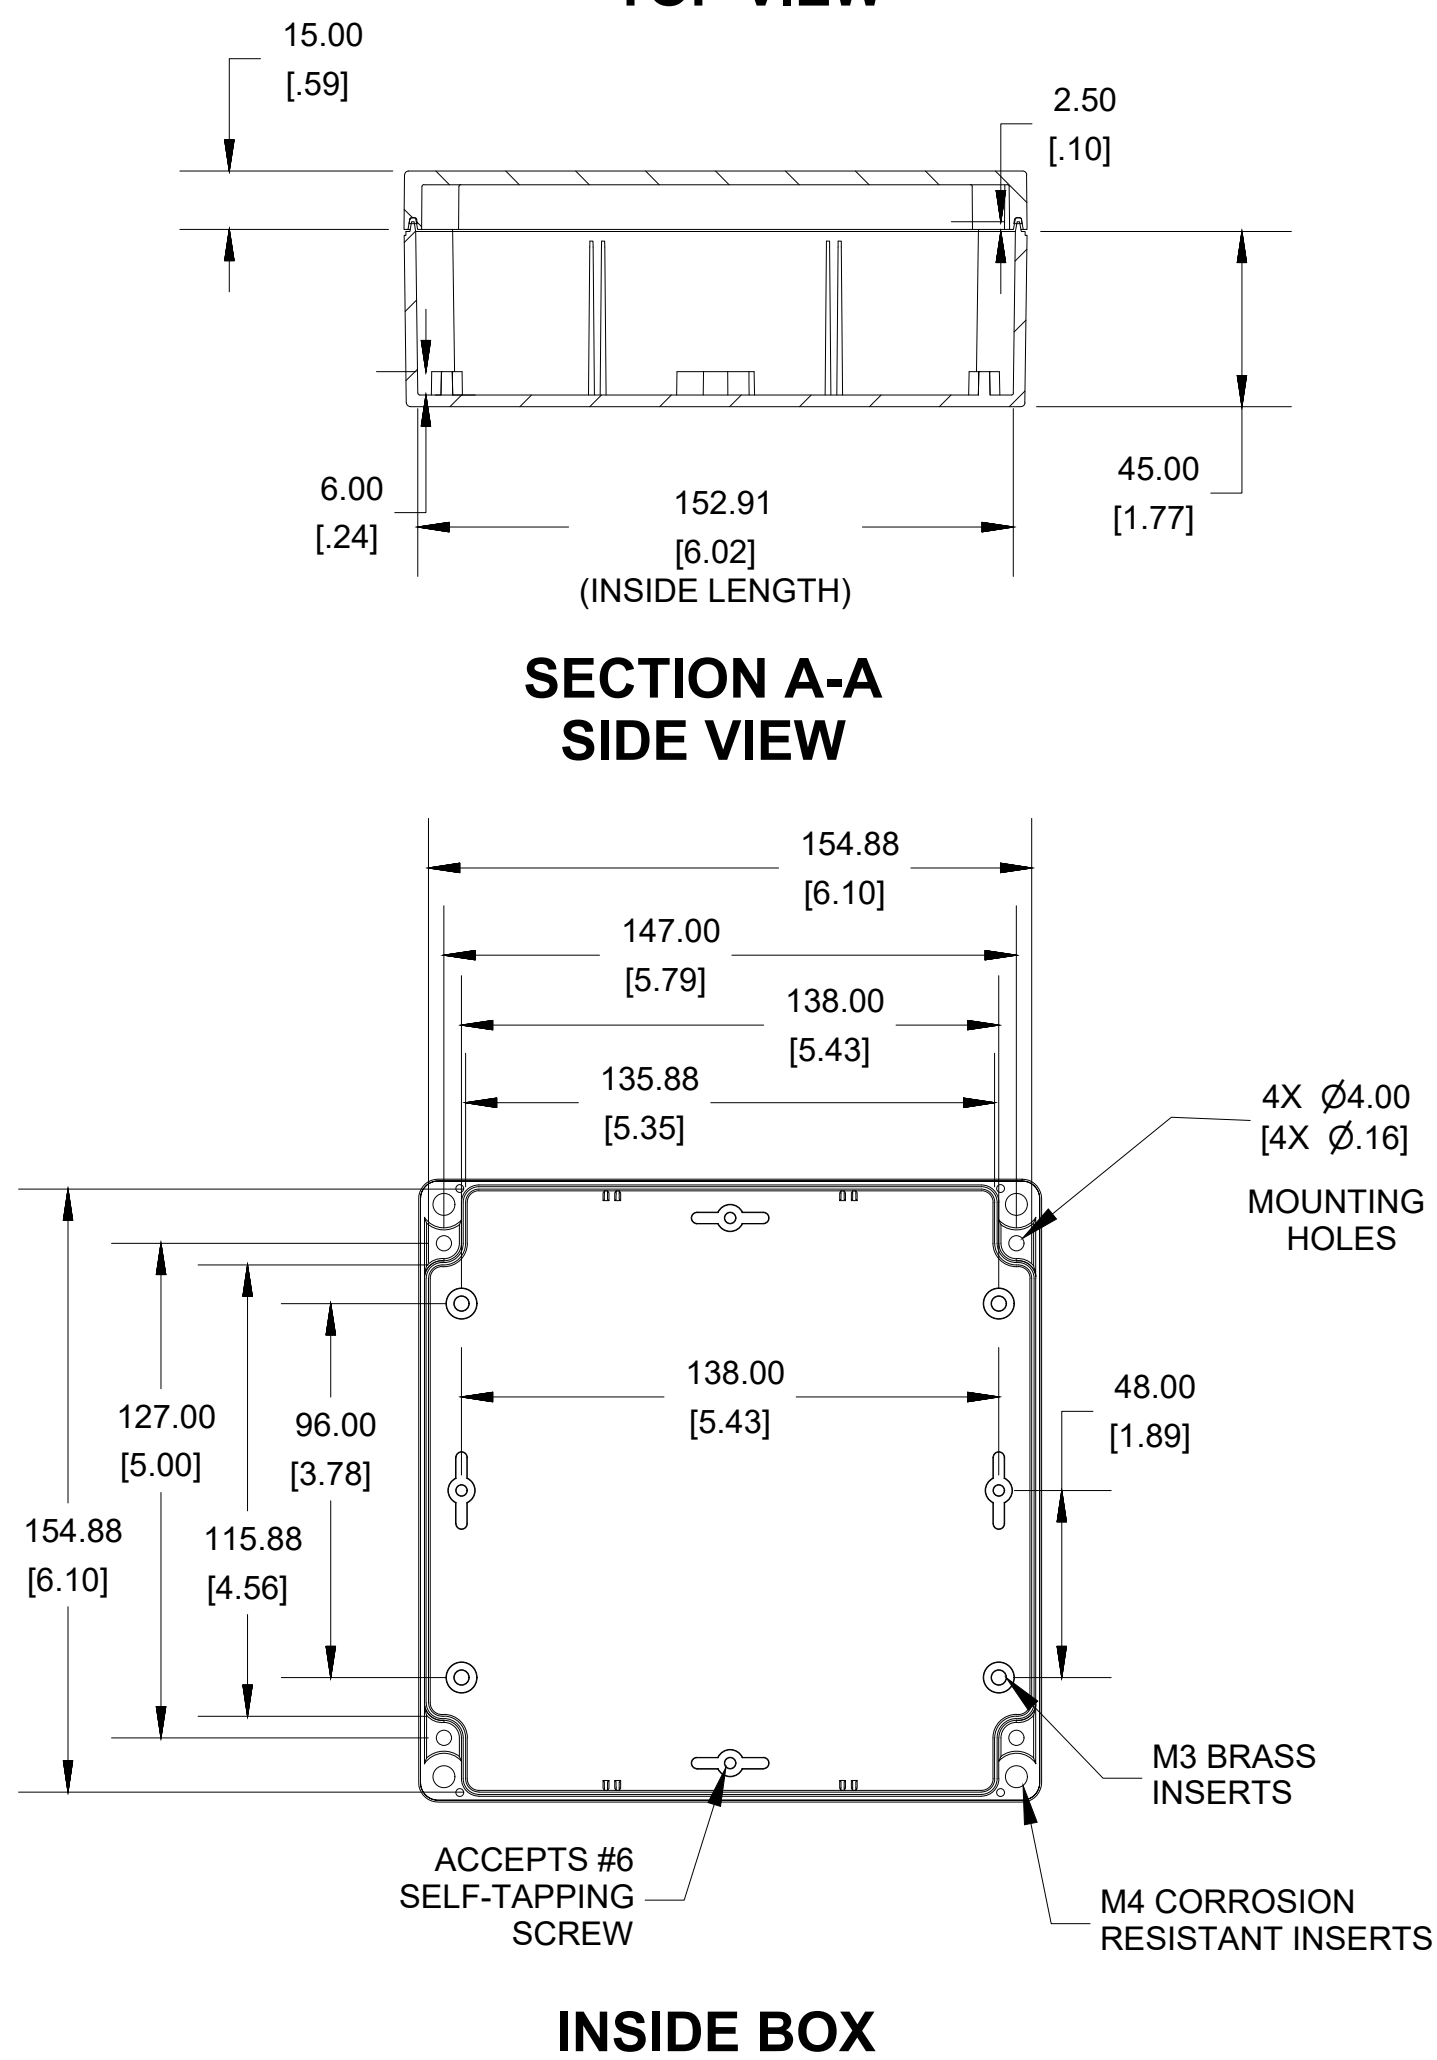 TOP VIEW
15.00
[.59]
2.50
[.10]
6.00
[.24]
152.91
[6.02]
(INSIDE LENGTH)
45.00
[1.77]
SECTION A-A
SIDE VIEW
154.88
[6.10]
147.00
[5.79]
138.00
[5.43]
135.88
[5.35]
4X Ø4.00
[4X Ø.16]
MOUNTING
HOLES
138.00
[5.43]
48.00
[1.89]
127.00
[5.00]
96.00
[3.78]
154.88
[6.10]
115.88
[4.56]
M3 BRASS
INSERTS
ACCEPTS #6
SELF-TAPPING
SCREW
M4 CORROSION
RESISTANT INSERTS
INSIDE BOX